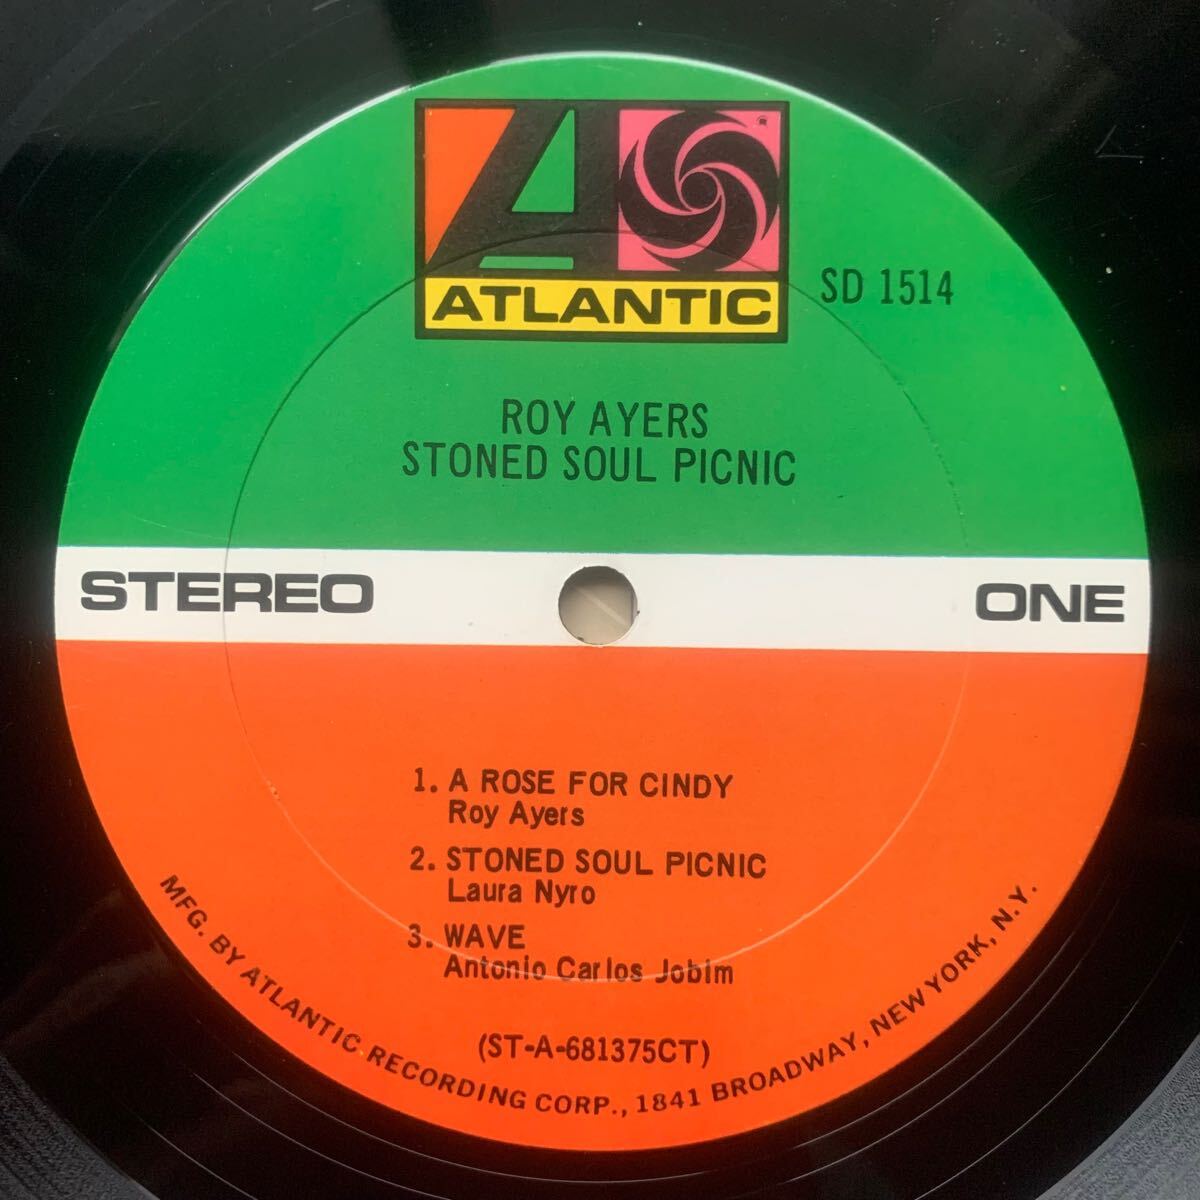 ATLANTIC
SD 1514
ROY AYERS
STONED SOUL PICNIC
STEREO
ONE
1. A ROSE FOR CINDY
Roy Ayers
2. STONED SOUL PICNIC
Laura Nyro
3. WAVE
Antonio Carlos Jobim
(ST-A-681375CT)
MFG. BY ATLANTIC RECORDING CORP., 1841 BROADWAY, NEW YORK, N.Y.